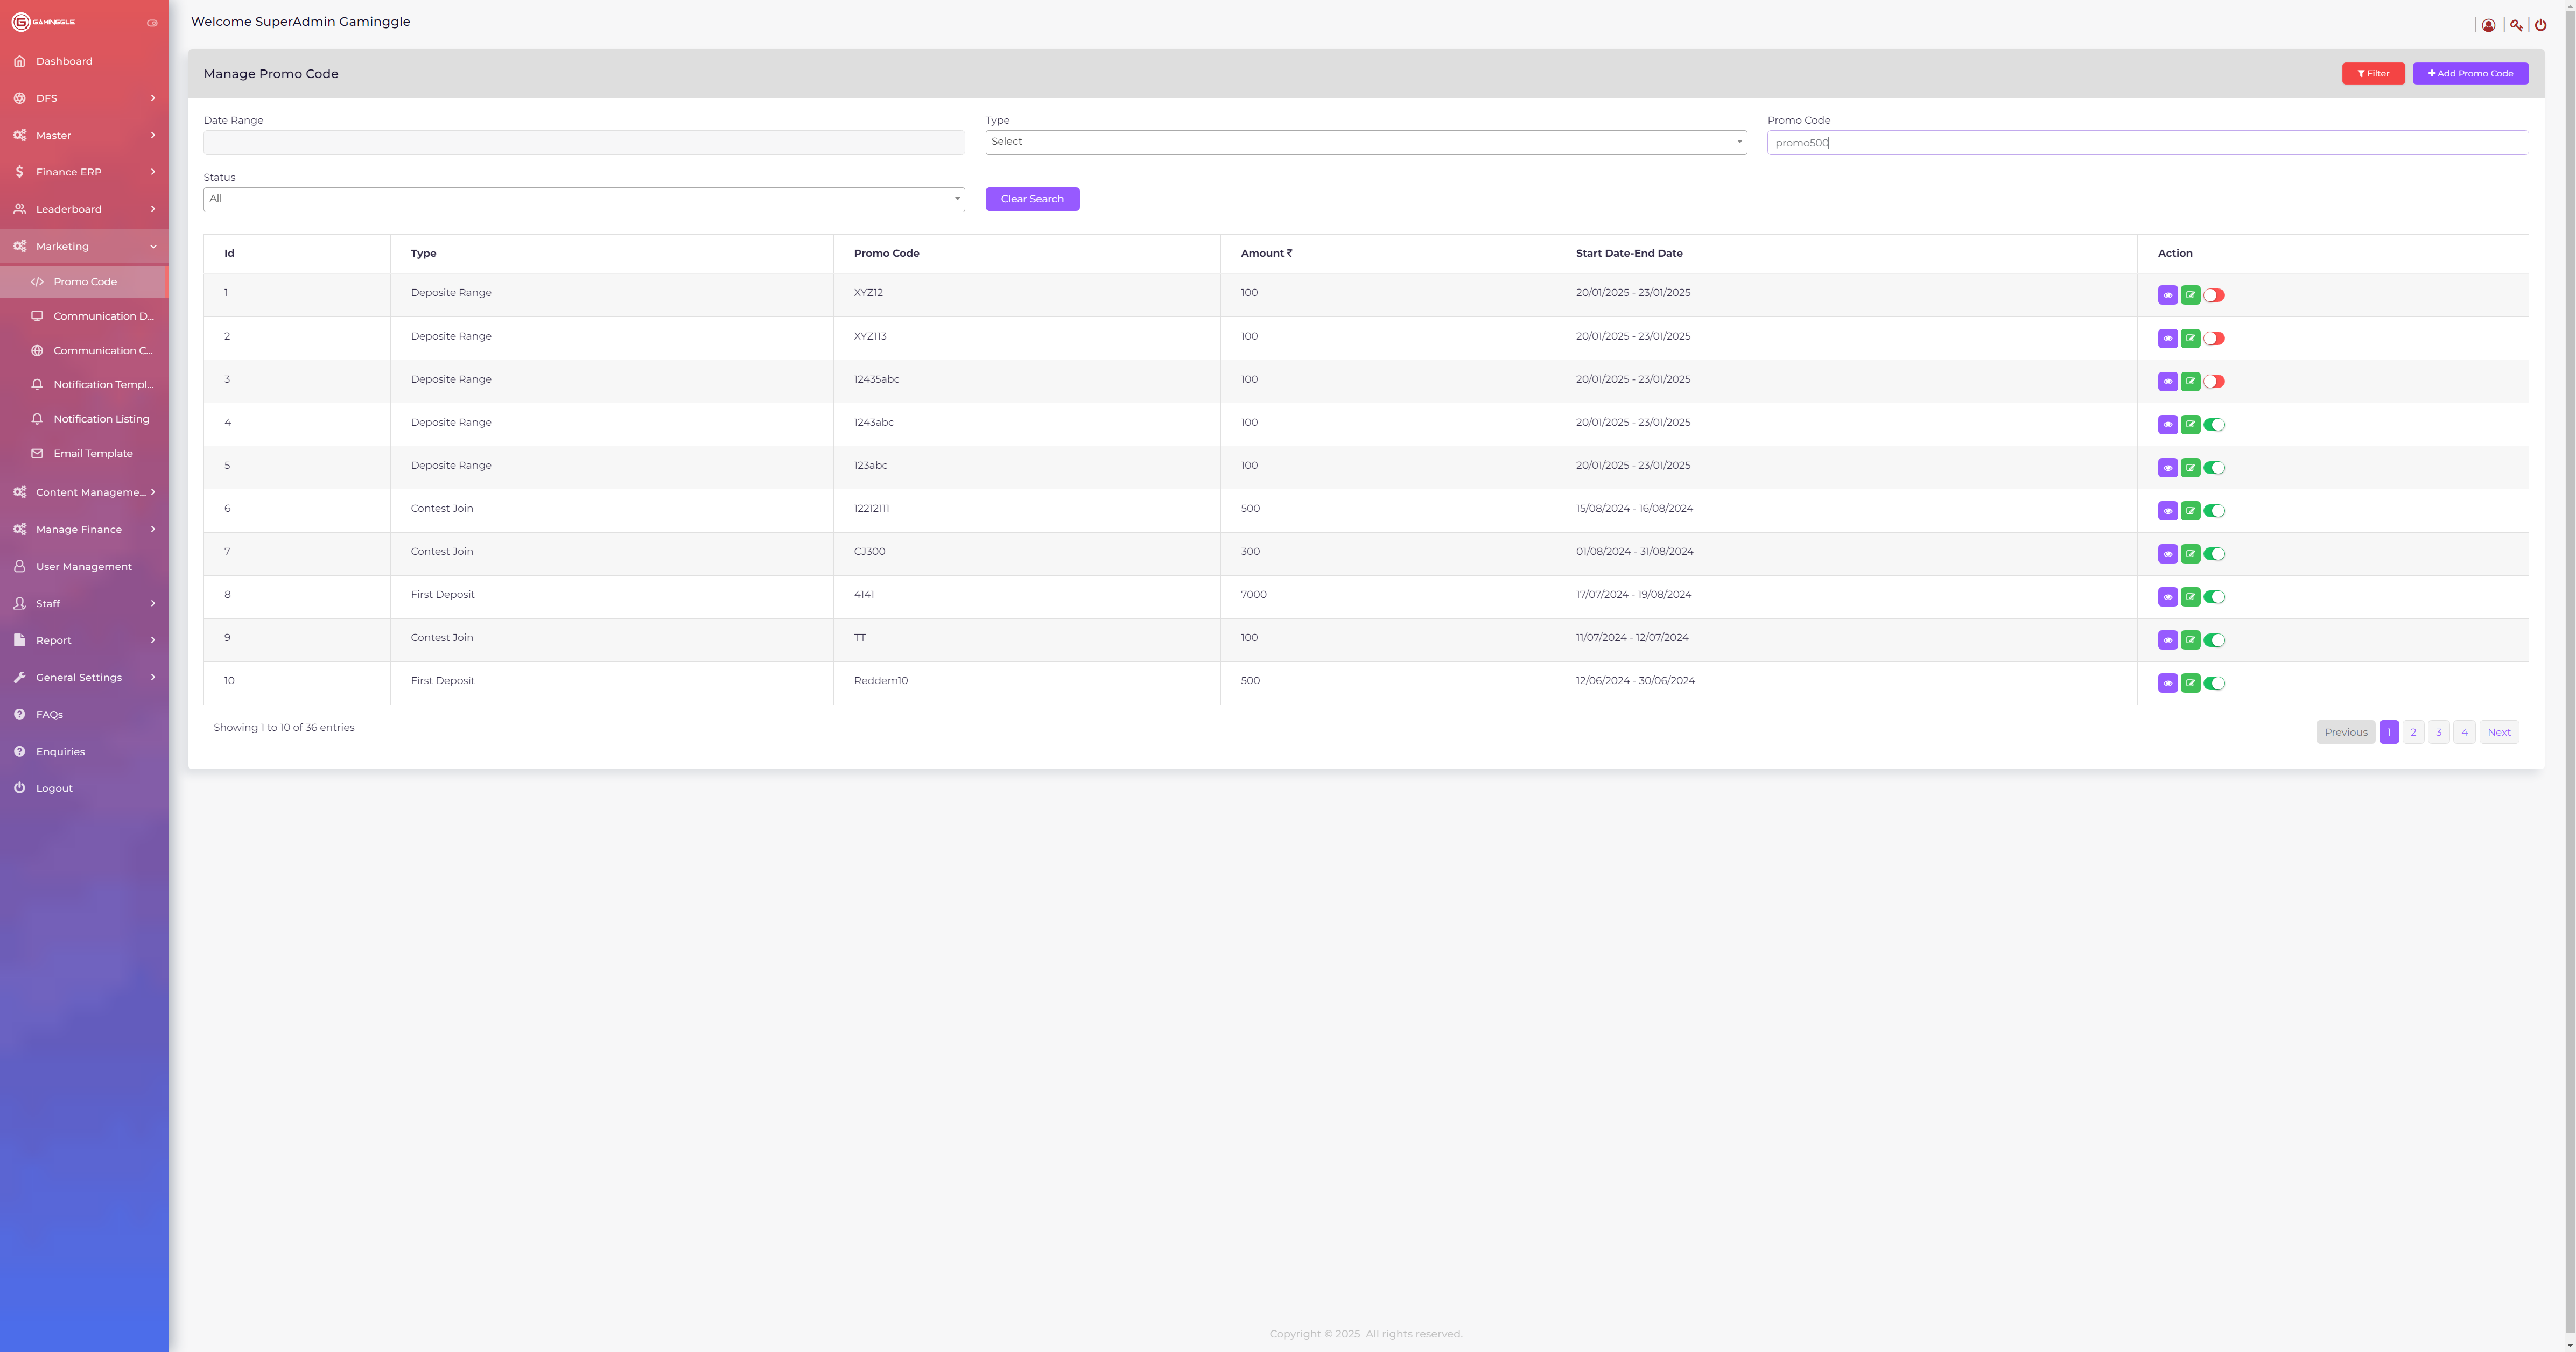 GAMINGGLE
Welcome SuperAdmin Gaminggle
Dashboard
DFS
Master
Finance ERP
Leaderboard
Marketing
Promo Code
Communication D...
Communication C...
Notification Templ...
Notification Listing
Email Template
Content Manageme...
Manage Finance
User Management
Staff
Report
General Settings
FAQs
Enquiries
Logout
Manage Promo Code
Filter
Add Promo Code
Date Range
Type
Promo Code
Select
promo500
Status
All
Clear Search
Id Type Promo Code Amount ₹ Start Date-End Date Action
1 Deposite Range XYZ12 100 20/01/2025 - 23/01/2025
2 Deposite Range XYZ113 100 20/01/2025 - 23/01/2025
3 Deposite Range 12435abc 100 20/01/2025 - 23/01/2025
4 Deposite Range 1243abc 100 20/01/2025 - 23/01/2025
5 Deposite Range 123abc 100 20/01/2025 - 23/01/2025
6 Contest Join 12212111 500 15/08/2024 - 16/08/2024
7 Contest Join CJ300 300 01/08/2024 - 31/08/2024
8 First Deposit 4141 7000 17/07/2024 - 19/08/2024
9 Contest Join TT 100 11/07/2024 - 12/07/2024
10 First Deposit Reddem10 500 12/06/2024 - 30/06/2024
Showing 1 to 10 of 36 entries
Previous 1 2 3 4 Next
Copyright © 2025 All rights reserved.